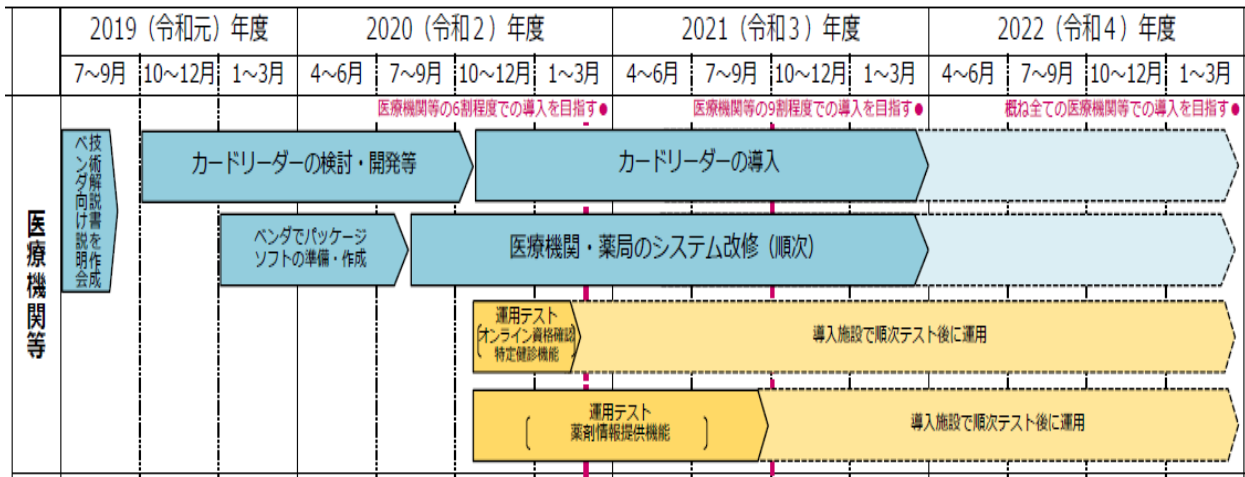 2019（令和元）年度
2020（令和２）年度
2021（令和３）年度
2022（令和４）年度
7～9月
10～12月
1～3月
4～6月
7～9月
10～12月
1～3月
4～6月
7～9月
10～12月
1～3月
4～6月
7～9月
10～12月
1～3月
医療機関等の6割程度での導入を目指す●
医療機関等の9割程度での導入を目指す●
概ね全ての医療機関等での導入を目指す●
医療機関等
技術解説書を作成
ベンダ向け説明会
カードリーダーの検討・開発等
カードリーダーの導入
ベンダでパッケージ
ソフトの準備・作成
医療機関・薬局のシステム改修（順次）
運用テスト
オンライン資格確認
特定健診機能
導入施設で順次テスト後に運用
運用テスト
薬剤情報提供機能
導入施設で順次テスト後に運用